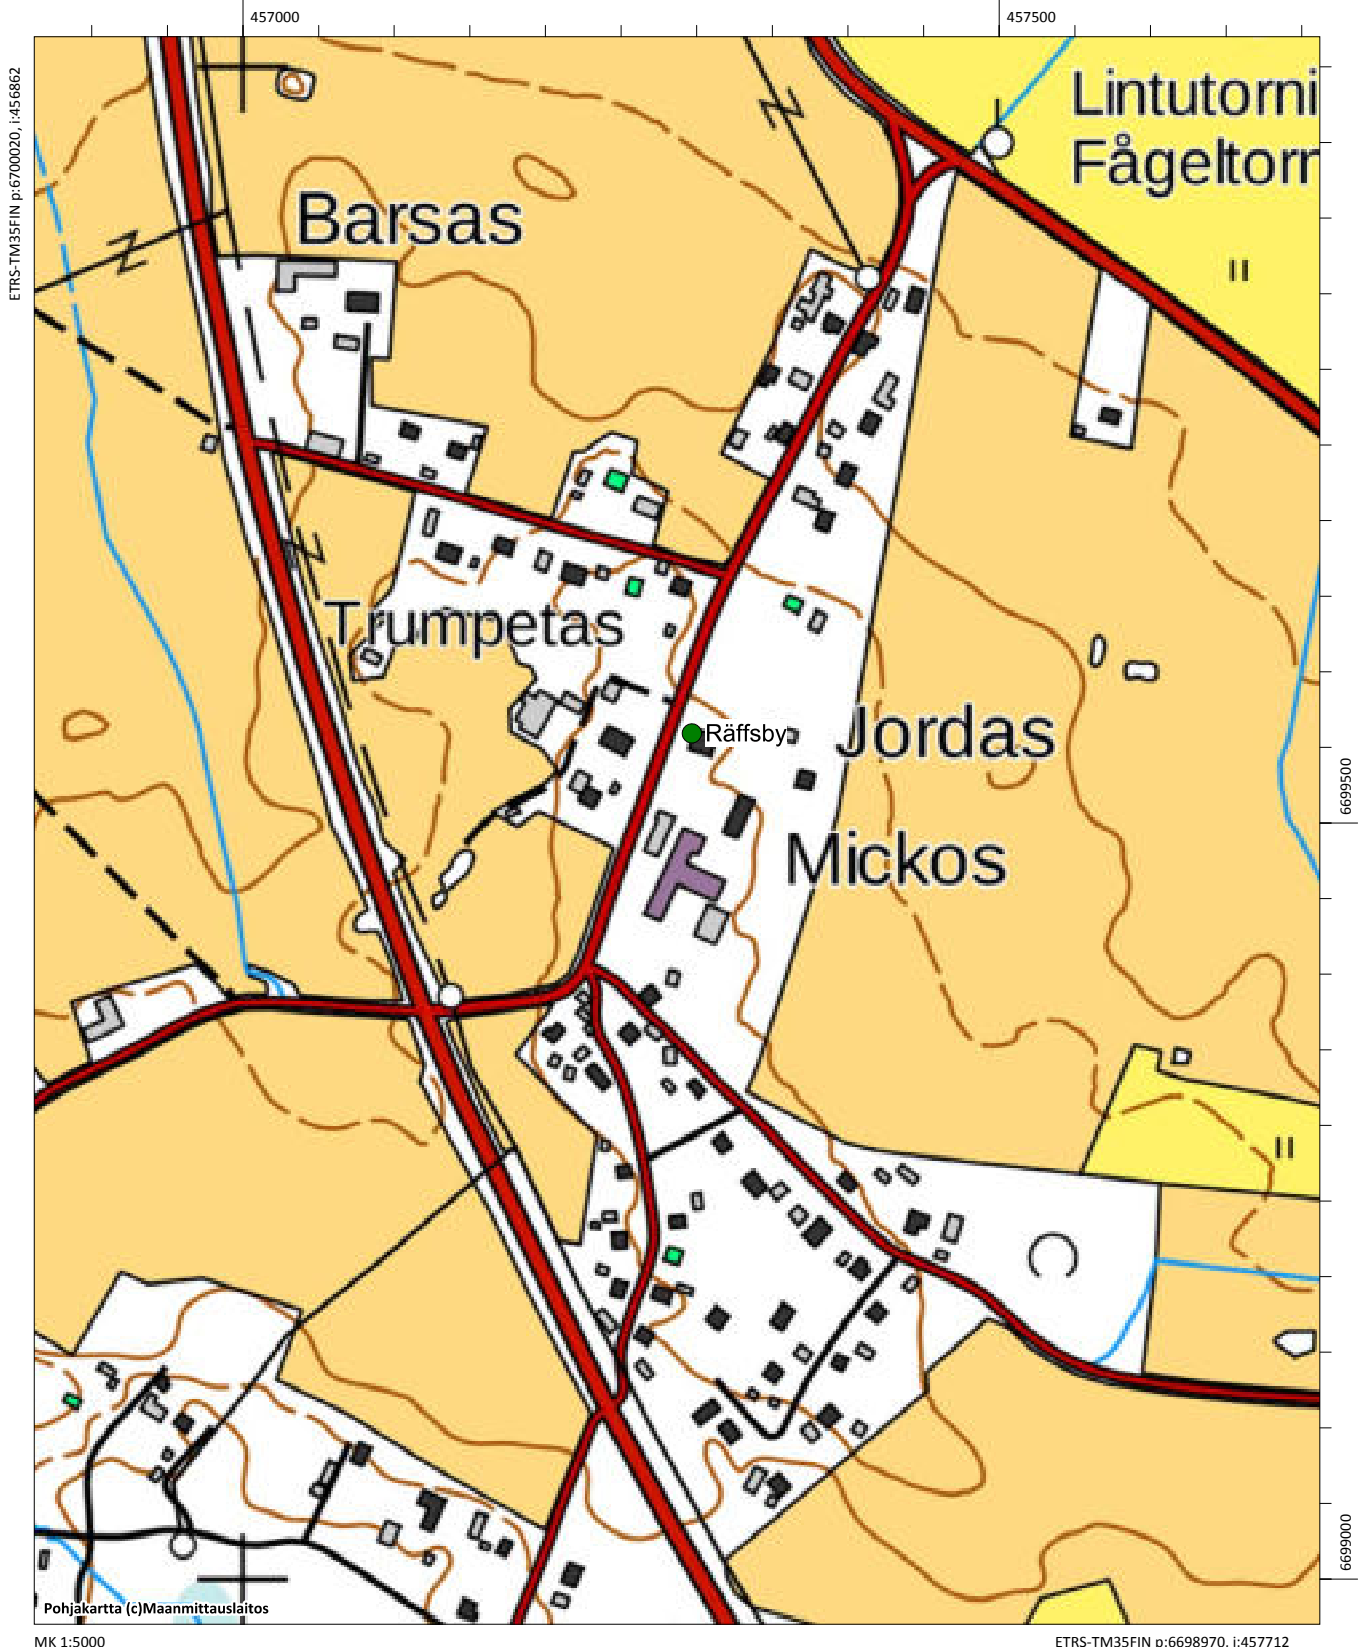 457000
457500
ETRS-TM35FIN p:6700020, i:456862
Lintutorni
Fågeltorn
Barsas
Trumpetas
Räffsby
Jordas
Mickos
6699500
6699000
Pohjakartta (c)Maanmittauslaitos
MK 1:5000
ETRS-TM35FIN p:6698970, i:457712